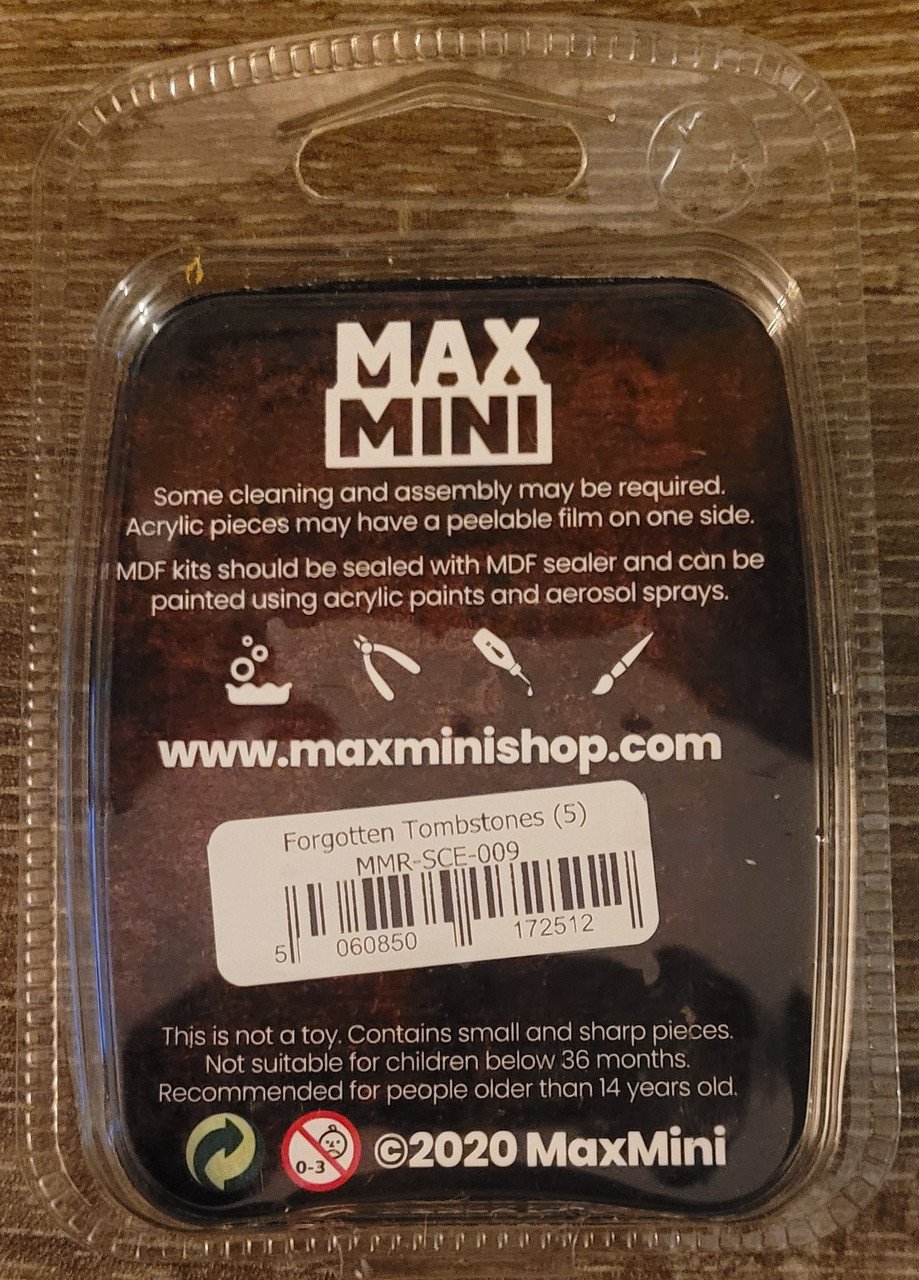 MAX
MINI
Some cleaning and assembly may be required.
Acrylic pieces may have a peelable film on one side.
MDF kits should be sealed with MDF sealer and can be
painted using acrylic paints and aerosol sprays.
www.maxminishop.com
Forgotten Tombstones (5)
MMR-SCE-009
5 060850 172512
This is not a toy. Contains small and sharp pieces.
Not suitable for children below 36 months.
Recommended for people older than 14 years old.
0-3
©2020 MaxMini